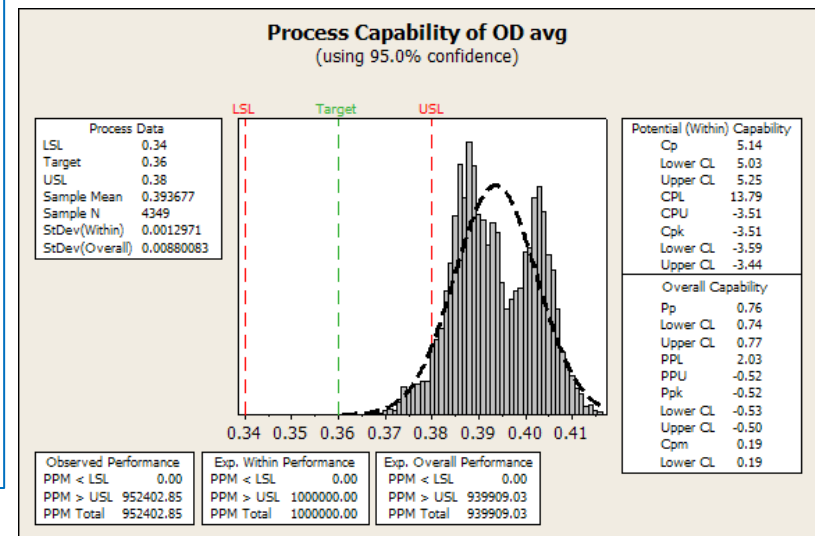 Process Capability of OD avg
(using 95.0% confidence)
LSL Target USL
Process Data
LSL 0.34
Target 0.36
USL 0.38
Sample Mean 0.393677
Sample N 4349
StDev(Within) 0.0012971
StDev(Overall) 0.00880083
Potential (Within) Capability
Cp 5.14
Lower CL 5.03
Upper CL 5.25
CPL 13.79
CPU -3.51
Cpk -3.51
Lower CL -3.59
Upper CL -3.44
Overall Capability
Pp 0.76
Lower CL 0.74
Upper CL 0.77
PPL 2.03
PPU -0.52
Ppk -0.52
Lower CL -0.53
Upper CL -0.50
Cpm 0.19
Lower CL 0.19
0.34 0.35 0.36 0.37 0.38 0.39 0.40 0.41
Observed Performance
PPM < LSL 0.00
PPM > USL 952402.85
PPM Total 952402.85
Exp. Within Performance
PPM < LSL 0.00
PPM > USL 1000000.00
PPM Total 1000000.00
Exp. Overall Performance
PPM < LSL 0.00
PPM > USL 939909.03
PPM Total 939909.03